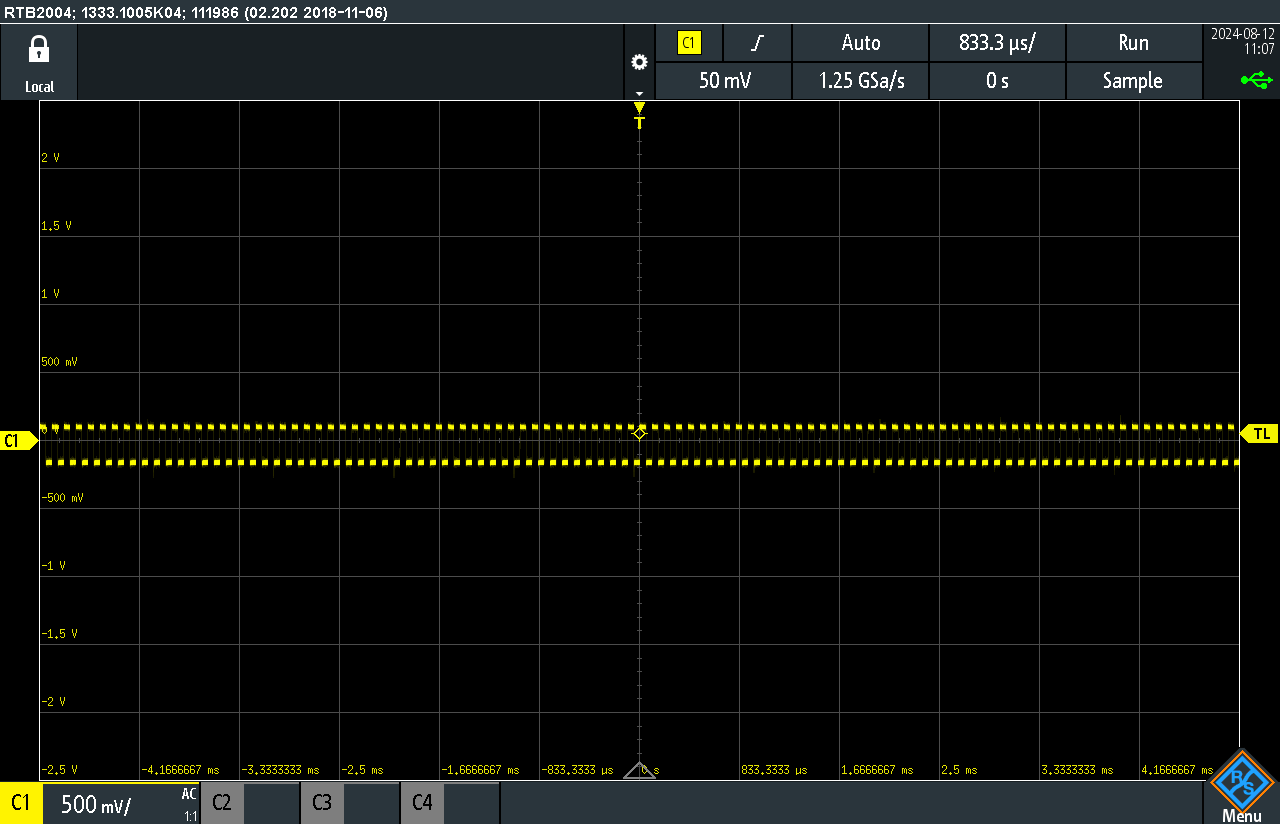 RTB2004; 1333.1005K04; 111986 (02.202 2018-11-06)
Local
C1
Auto
833.3 µs/
Run
2024-08-12
11:07
50 mV
1.25 GSa/s
0 s
Sample
T
2 V
1.5 V
1 V
500 mV
0 V
C1
TL
-500 mV
-1 V
-1.5 V
-2 V
-2.5 V
-4.1666667 ms
-3.3333333 ms
-2.5 ms
-1.6666667 ms
-833.3333 µs
0 s
833.3333 µs
1.6666667 ms
2.5 ms
3.3333333 ms
4.1666667 ms
C1
500 mV/
AC
1:1
C2
C3
C4
R S
Menu